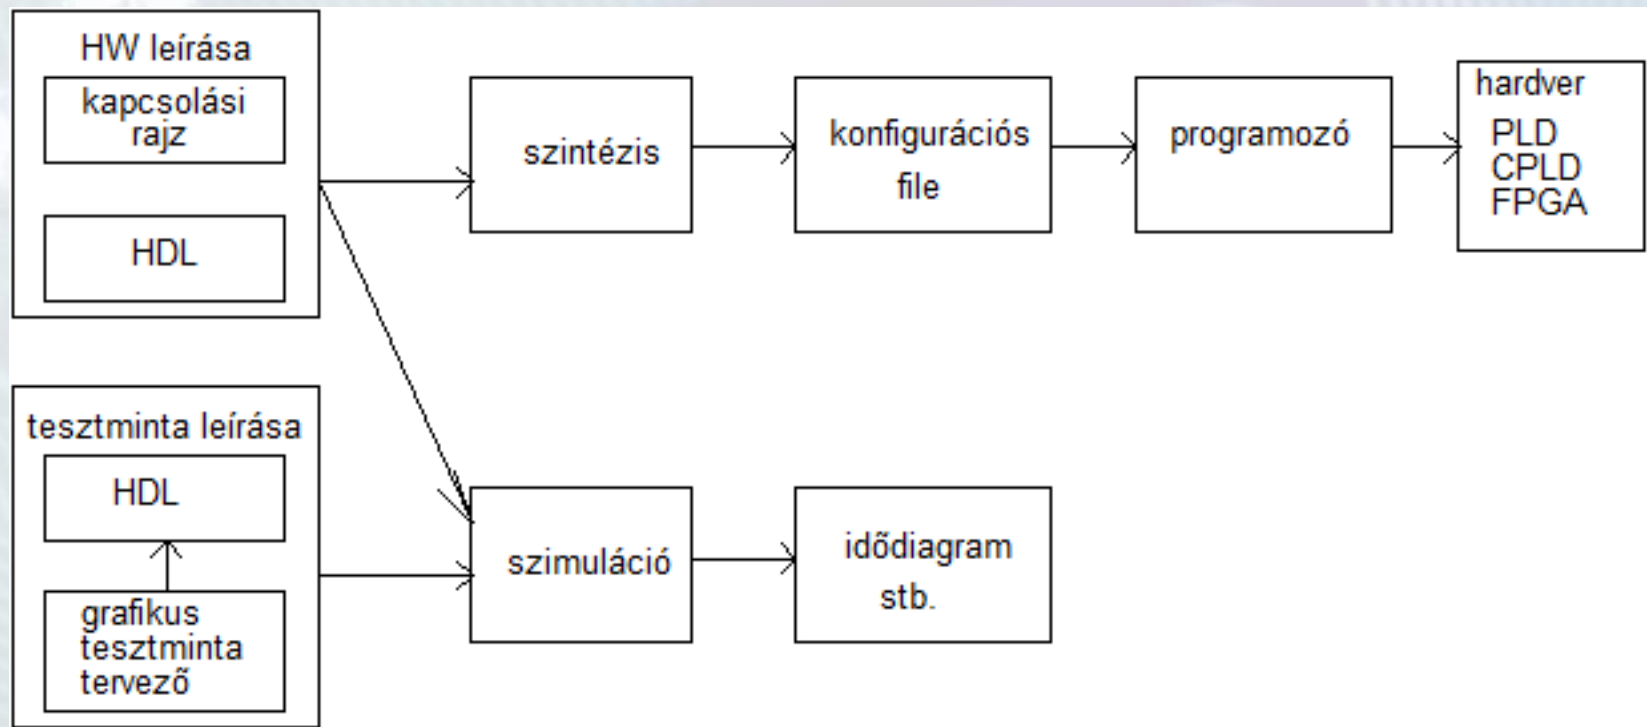 HW leírása
kapcsolási
rajz
HDL
szintézis
konfigurációs
file
programozó
hardver
PLD
CPLD
FPGA
tesztminta leírása
HDL
grafikus
tesztminta
tervező
szimuláció
idődiagram
stb.